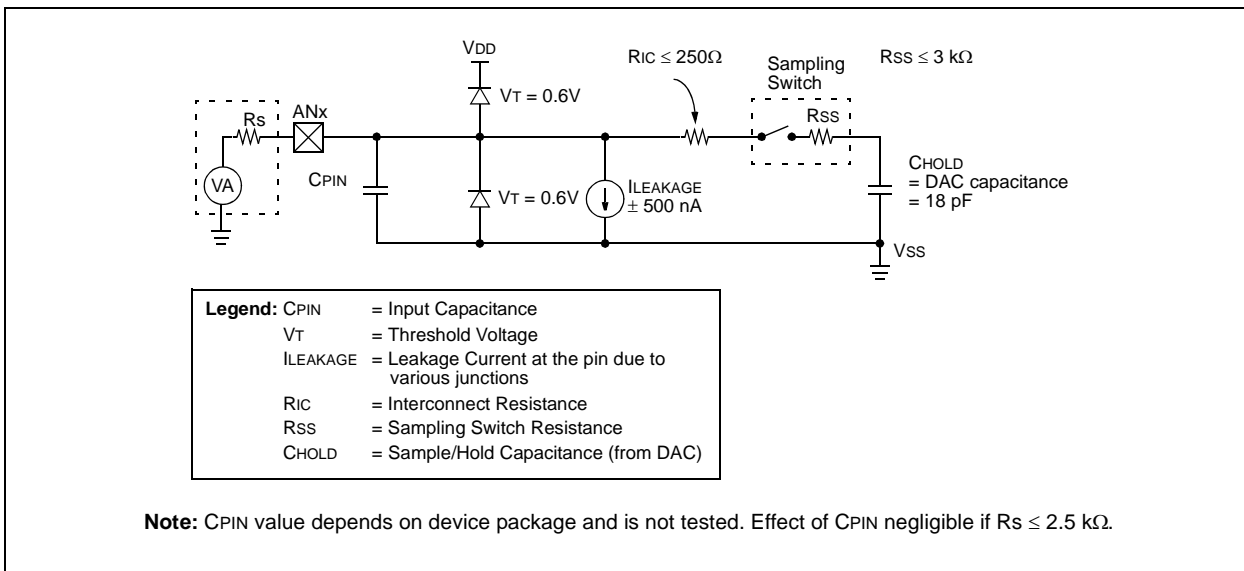 VDD
RIC ≤ 250Ω
Sampling
Switch
RSS ≤ 3 kΩ
VT = 0.6V
ANx
Rs
RSS
VA
CPIN
VT = 0.6V
ILEAKAGE
± 500 nA
CHOLD
= DAC capacitance
= 18 pF
VSS
Legend: CPIN = Input Capacitance
VT = Threshold Voltage
ILEAKAGE = Leakage Current at the pin due to
various junctions
RIC = Interconnect Resistance
RSS = Sampling Switch Resistance
CHOLD = Sample/Hold Capacitance (from DAC)
Note: CPIN value depends on device package and is not tested. Effect of CPIN negligible if Rs ≤ 2.5 kΩ.